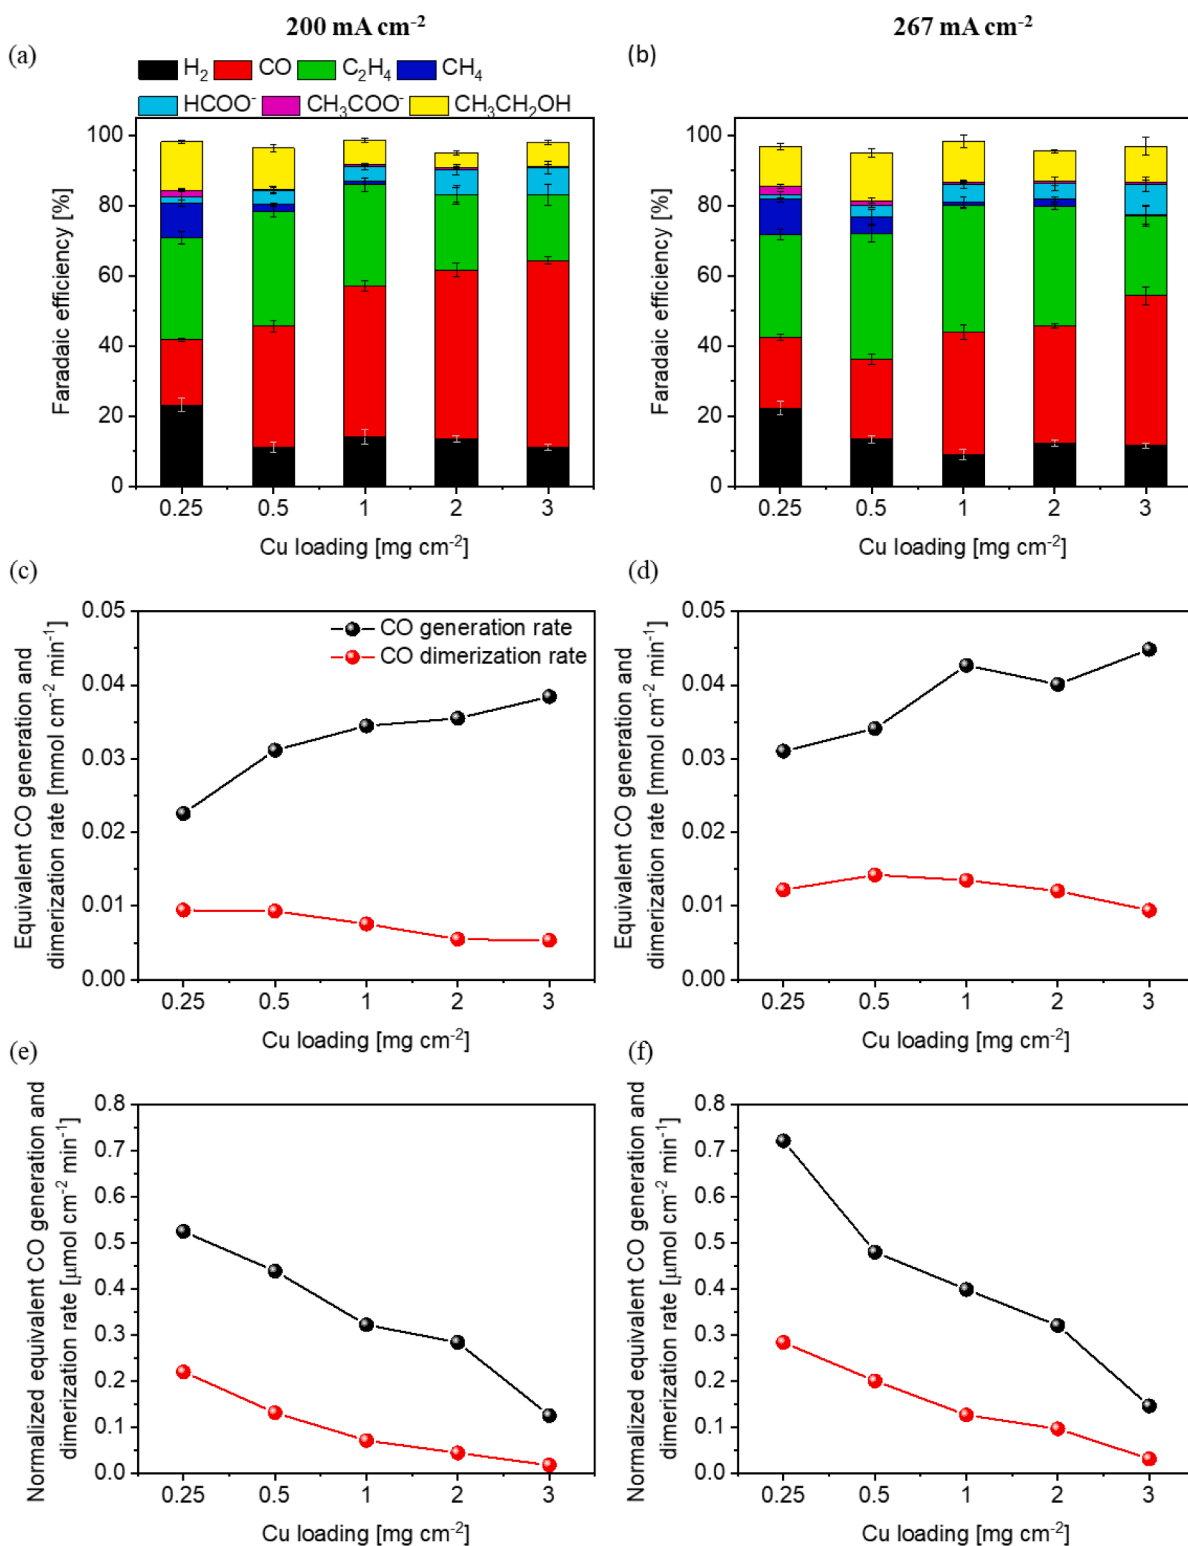 200 mA cm⁻²
267 mA cm⁻²
(a)
H₂ CO C₂H₄ CH₄
HCOO⁻ CH₃COO⁻ CH₃CH₂OH
Faradaic efficiency [%]
100
80
60
40
20
0
0.25 0.5 1 2 3
Cu loading [mg cm⁻²]
(b)
Faradaic efficiency [%]
100
80
60
40
20
0
0.25 0.5 1 2 3
Cu loading [mg cm⁻²]
(c)
Equivalent CO generation and
dimerization rate [mmol cm⁻² min⁻¹]
0.05
0.04
0.03
0.02
0.01
0.00
CO generation rate
CO dimerization rate
0.25 0.5 1 2 3
Cu loading [mg cm⁻²]
(d)
Equivalent CO generation and
dimerization rate [mmol cm⁻² min⁻¹]
0.05
0.04
0.03
0.02
0.01
0.00
0.25 0.5 1 2 3
Cu loading [mg cm⁻²]
(e)
Normalized equivalent CO generation and
dimerization rate [μmol cm⁻² min⁻¹]
0.8
0.7
0.6
0.5
0.4
0.3
0.2
0.1
0.0
0.25 0.5 1 2 3
Cu loading [mg cm⁻²]
(f)
Normalized equivalent CO generation and
dimerization rate [μmol cm⁻² min⁻¹]
0.8
0.7
0.6
0.5
0.4
0.3
0.2
0.1
0.0
0.25 0.5 1 2 3
Cu loading [mg cm⁻²]